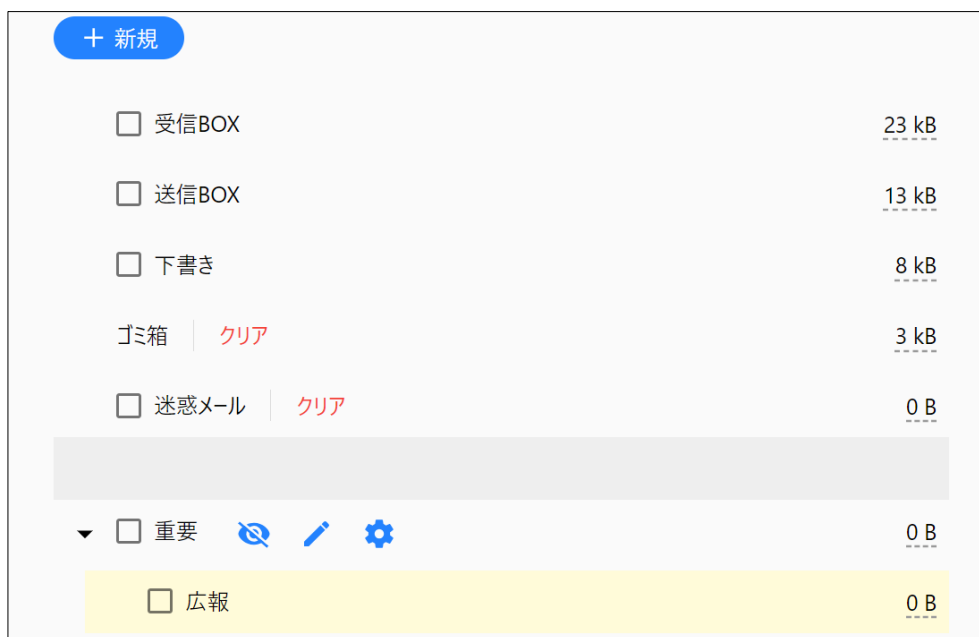 + 新規
受信BOX 23 kB
送信BOX 13 kB
下書き 8 kB
ゴミ箱 クリア 3 kB
迷惑メール クリア 0 B
重要 0 B
広報 0 B